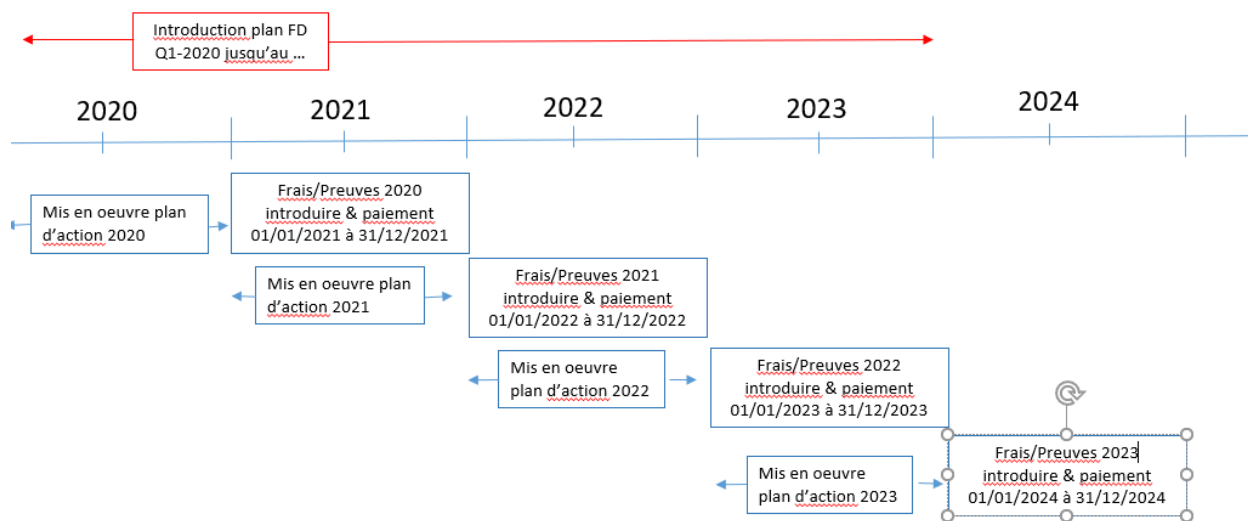 Introduction plan FD
Q1-2020 jusqu'au ...
2020
2021
2022
2023
2024
Mis en oeuvre plan
d'action 2020
Frais/Preuves 2020
introduire & paiement
01/01/2021 à 31/12/2021
Mis en oeuvre plan
d'action 2021
Frais/Preuves 2021
introduire & paiement
01/01/2022 à 31/12/2022
Mis en oeuvre
plan d'action 2022
Frais/Preuves 2022
introduire & paiement
01/01/2023 à 31/12/2023
Mis en oeuvre
plan d'action 2023
Frais/Preuves 2023
introduire & paiement
01/01/2024 à 31/12/2024